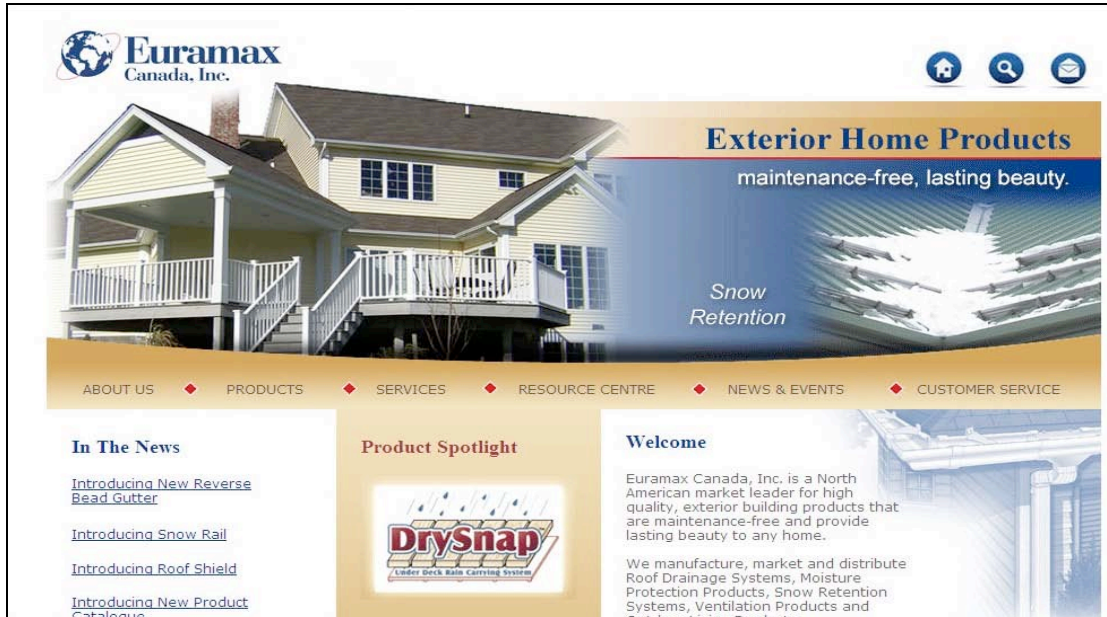 Euramax
Canada, Inc.
Exterior Home Products
maintenance-free, lasting beauty.
Snow
Retention
ABOUT US
PRODUCTS
SERVICES
RESOURCE CENTRE
NEWS & EVENTS
CUSTOMER SERVICE
In The News
Introducing New Reverse
Bead Gutter
Introducing Snow Rail
Introducing Roof Shield
Introducing New Product
Catalogue
Product Spotlight
DrySnap
Under Deck Rain Carrying System
Welcome
Euramax Canada, Inc. is a North
American market leader for high
quality, exterior building products that
are maintenance-free and provide
lasting beauty to any home.
We manufacture, market and distribute
Roof Drainage Systems, Moisture
Protection Products, Snow Retention
Systems, Ventilation Products and